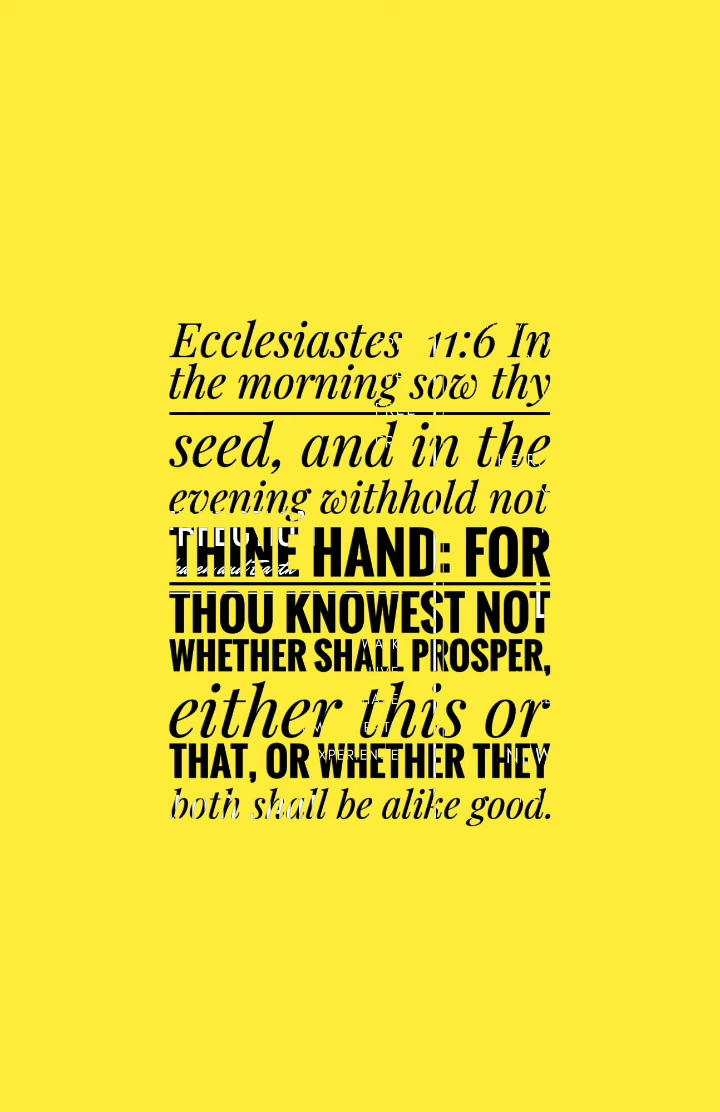 Ecclesiastes 11:6 In
the morning sow thy
seed, and in the
evening withhold not
THINE HAND: FOR
THOU KNOWEST NOT
WHETHER SHALL PROSPER,
either this or
THAT, OR WHETHER THEY
both shall be alike good.